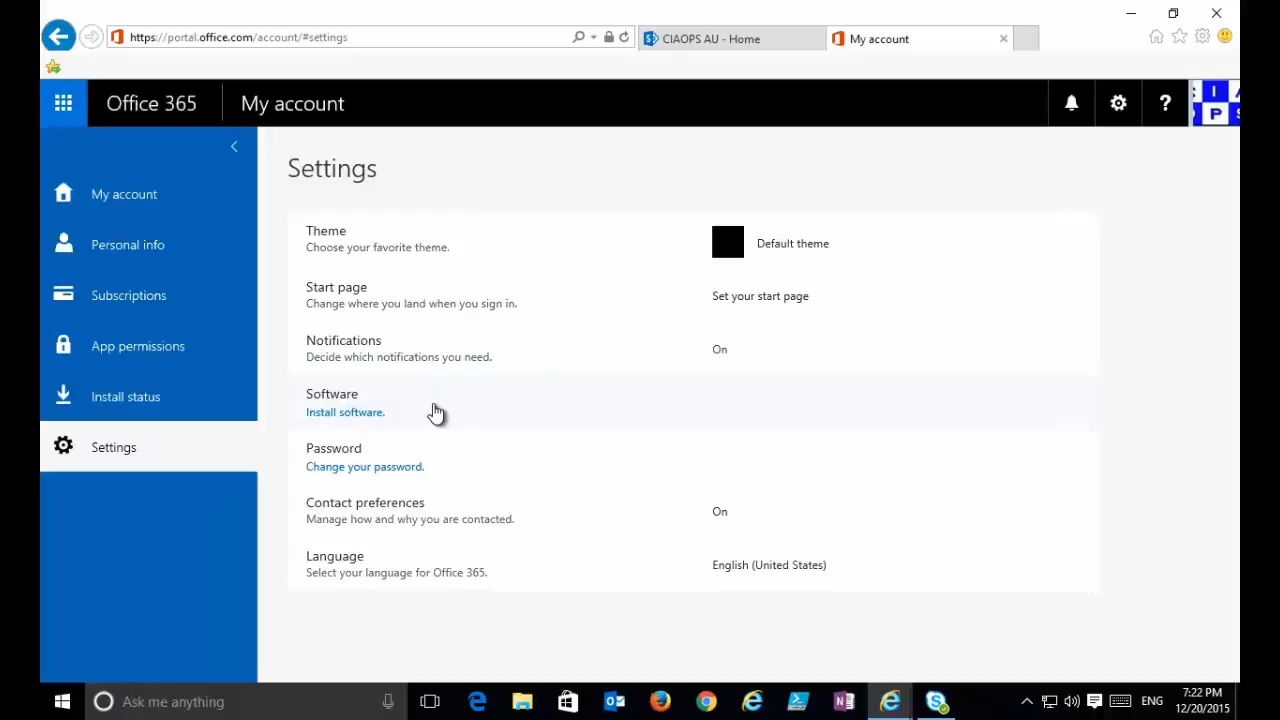 https://portal.office.com/account/#settings
CIAOPS AU - Home
My account
Office 365
My account
?
I A
P S
My account
Personal info
Subscriptions
App permissions
Install status
Settings
Settings
Theme
Choose your favorite theme.
Default theme
Start page
Change where you land when you sign in.
Set your start page
Notifications
Decide which notifications you need.
On
Software
Install software.
Password
Change your password.
Contact preferences
Manage how and why you are contacted.
On
Language
Select your language for Office 365.
English (United States)
Ask me anything
ENG
7:22 PM
12/20/2015